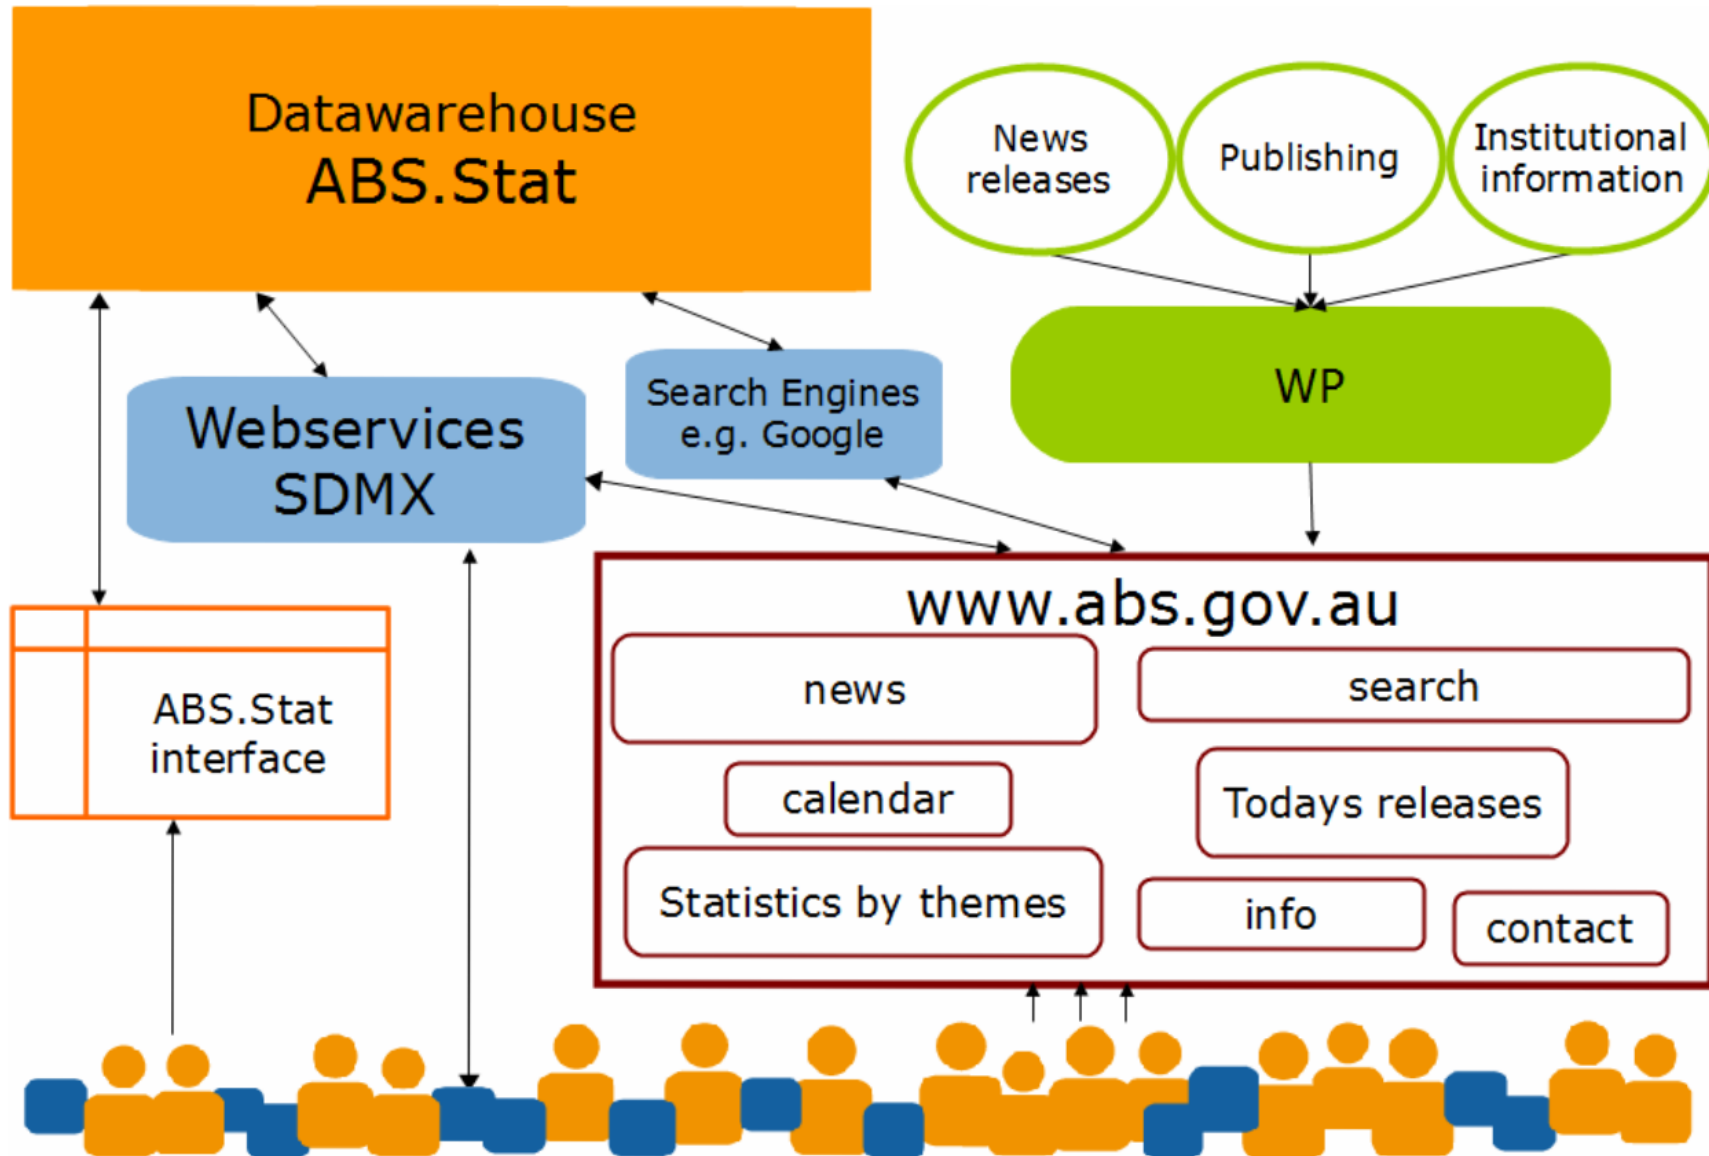 Datawarehouse
ABS.Stat
News
releases
Publishing
Institutional
information
Webservices
SDMX
Search Engines
e.g. Google
WP
www.abs.gov.au
news
search
calendar
Todays releases
Statistics by themes
info
contact
ABS.Stat
interface